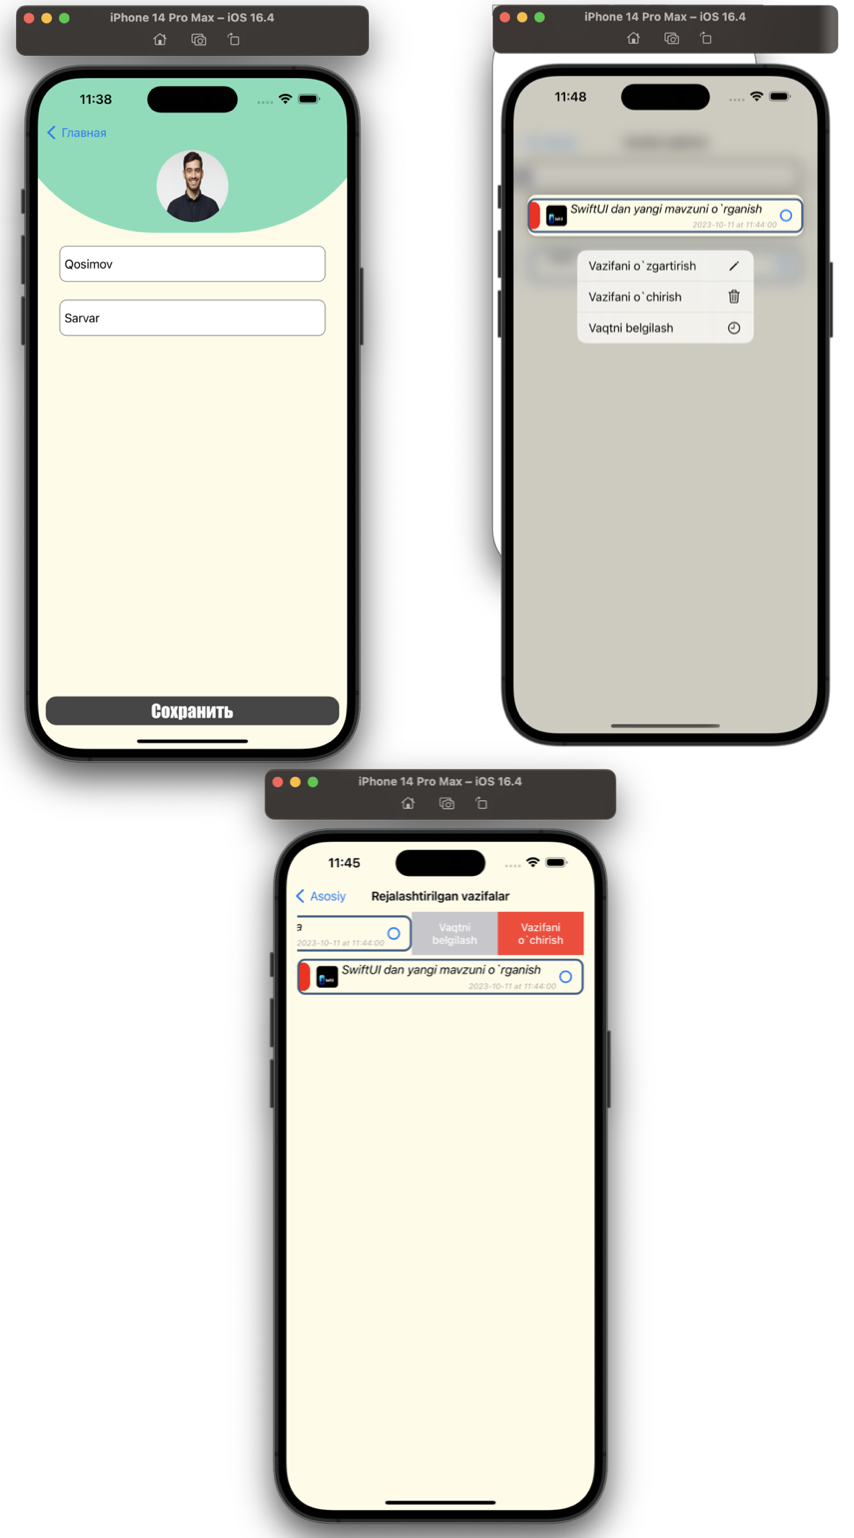 iPhone 14 Pro Max – iOS 16.4
11:38
Главная
Qosimov
Sarvar
Сохранить
iPhone 14 Pro Max – iOS 16.4
11:48
SwiftUI dan yangi mavzuni o`rganish
2023-10-11 at 11:44:00
Vazifani o`zgartirish
Vazifani o`chirish
Vaqtni belgilash
iPhone 14 Pro Max – iOS 16.4
11:45
Asosiy
Rejalashtirilgan vazifalar
a
2023-10-11 at 11:44:00
Vaqtni
belgilash
Vazifani
o`chirish
SwiftUI dan yangi mavzuni o`rganish
2023-10-11 at 11:44:00